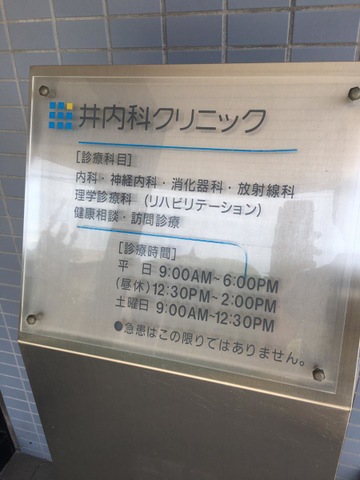 井内科クリニック
[診療科目]
内科・神経内科・消化器科・放射線科
理学診療科 (リハビリテーション)
健康相談・訪問診療
[診療時間]
平 日 9:00AM~6:00PM
(昼休)12:30PM~2:00PM
土曜日 9:00AM~12:30PM
●急患はこの限りではありません。